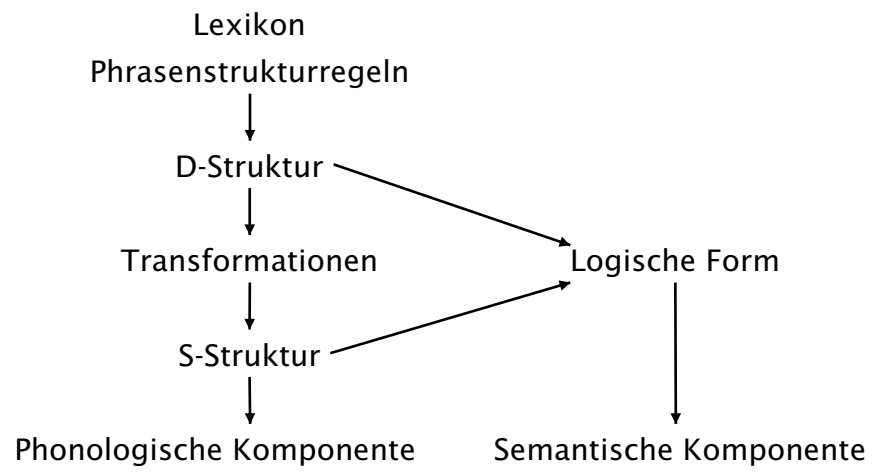 Lexikon
Phrasenstrukturregeln
D-Struktur
Transformationen
Logische Form
S-Struktur
Phonologische Komponente
Semantische Komponente